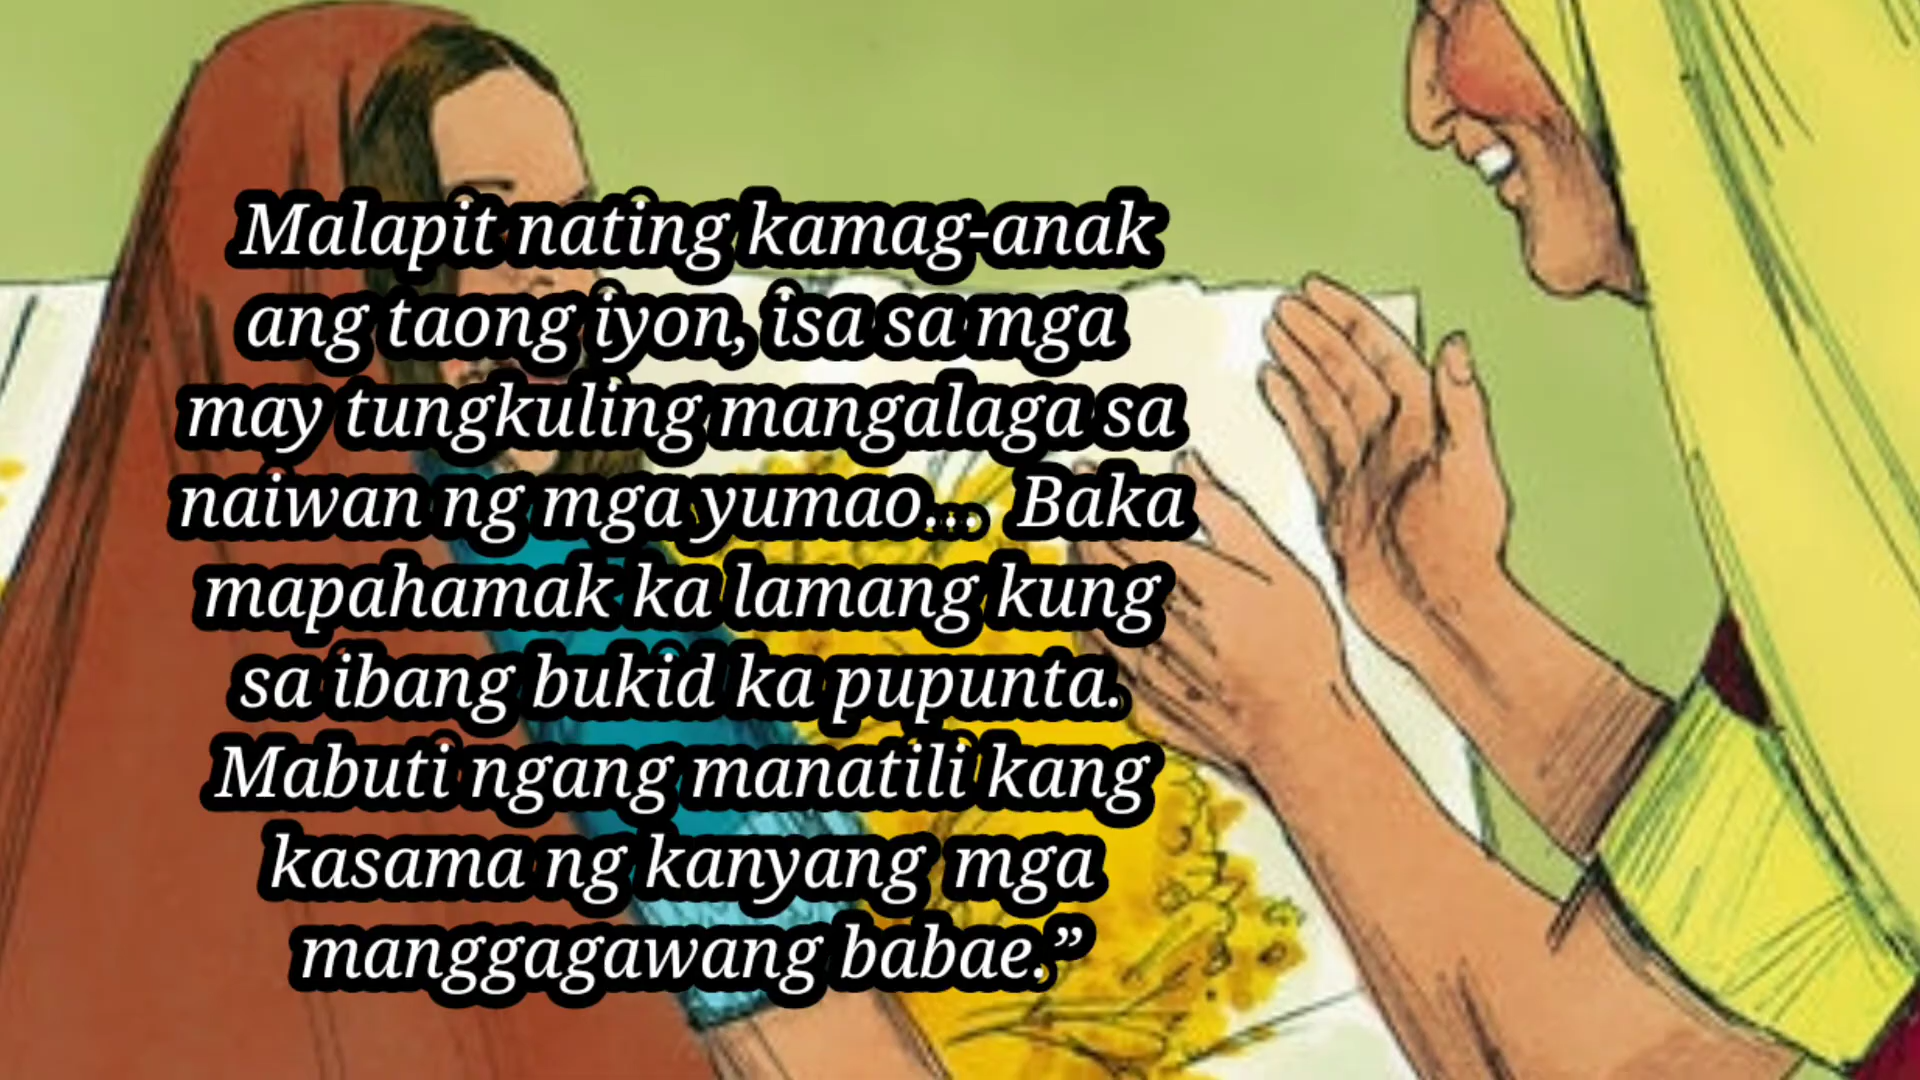 Malapit nating kamag-anak
ang taong iyon, isa sa mga
may tungkuling mangalaga sa
naiwan ng mga yumao... Baka
mapahamak ka lamang kung
sa ibang bukid ka pupunta.
Mabuti ngang manatili kang
kasama ng kanyang mga
manggagawang babae.”